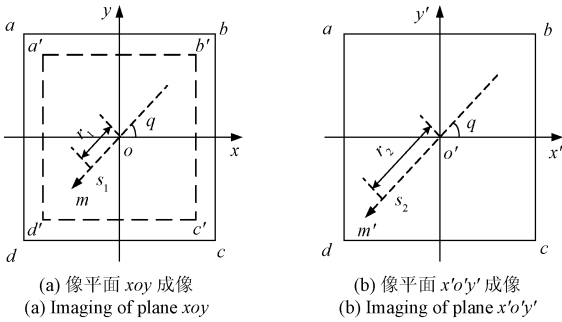 y
y′
a
b
a
b
a′
b′
r₁
q
q
o
x
r₂
o′
x′
s₁
s₂
m
m′
d′
c′
d
c
d
c
(a) 像平面 xoy 成像
(b) 像平面 x′o′y′ 成像
(a) Imaging of plane xoy
(b) Imaging of plane x′o′y′